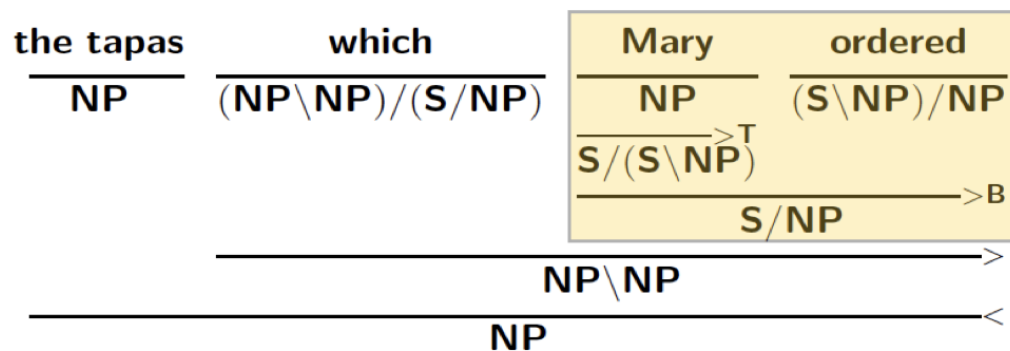 the tapas which Mary ordered
NP (NP\NP)/(S/NP) NP (S\NP)/NP
>T
S/(S\NP)
>B
S/NP
>
NP\NP
<
NP